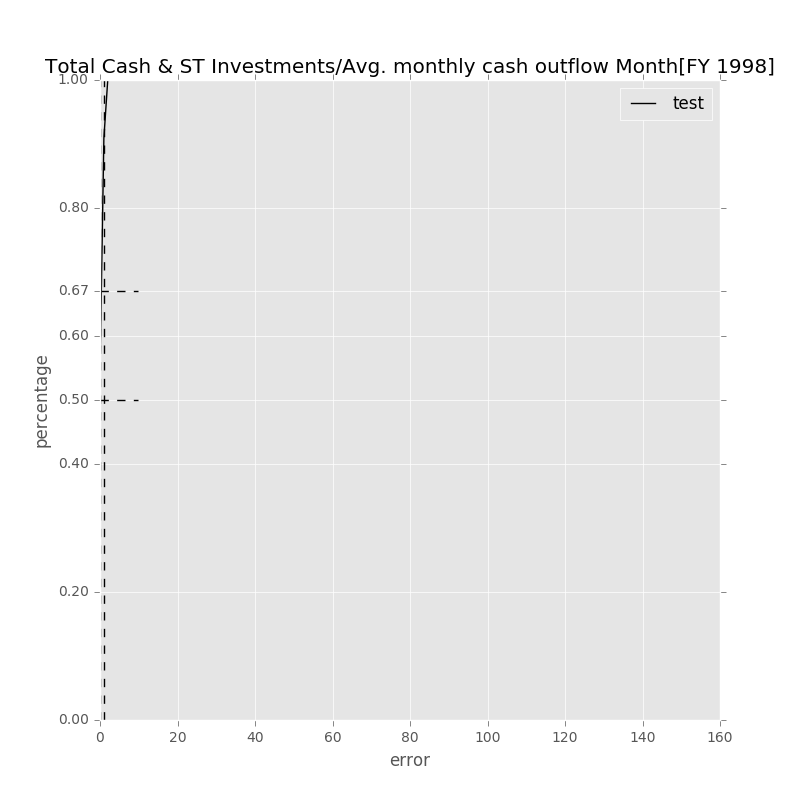 Total Cash & ST Investments/Avg. monthly cash outflow Month[FY 1998]
1.00
test
0.80
0.67
0.60
percentage
0.50
0.40
0.20
0.00
0 20 40 60 80 100 120 140 160
error